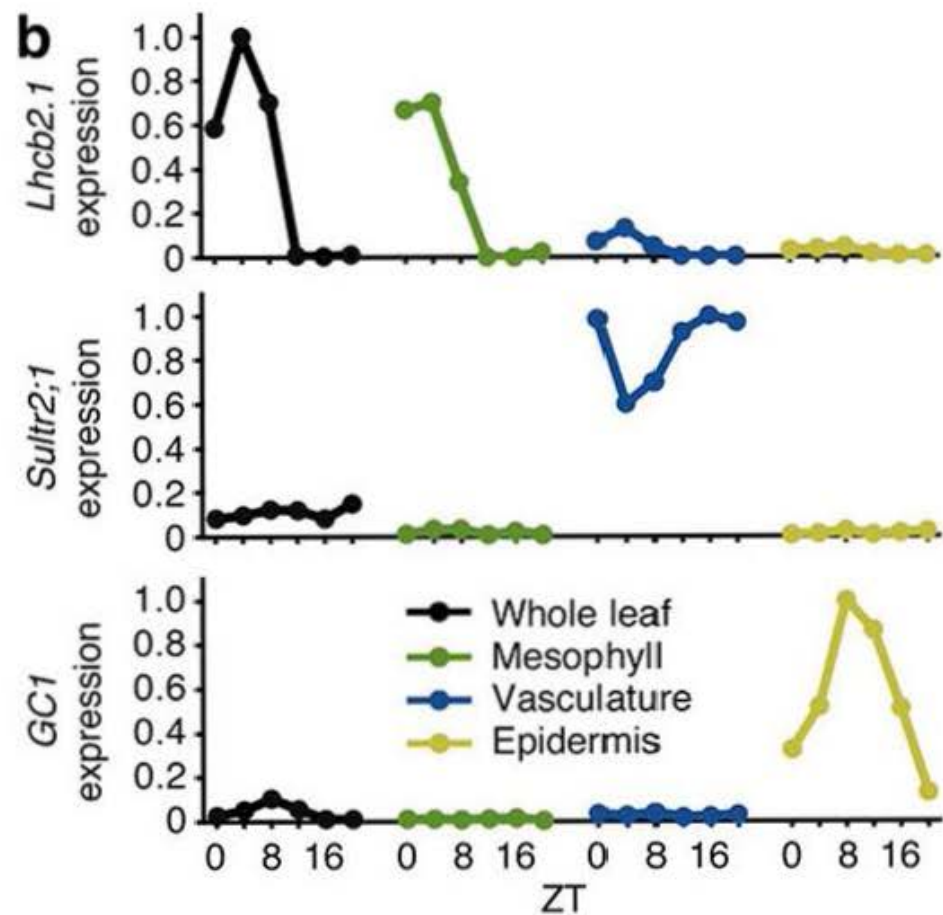 b
Lhcb2.1
expression
1.0
0.8
0.6
0.4
0.2
0
Sultr2;1
expression
1.0
0.8
0.6
0.4
0.2
0
GC1
expression
1.0
0.8
0.6
0.4
0.2
0
Whole leaf
Mesophyll
Vasculature
Epidermis
0 8 16 0 8 16 0 8 16 0 8 16
ZT